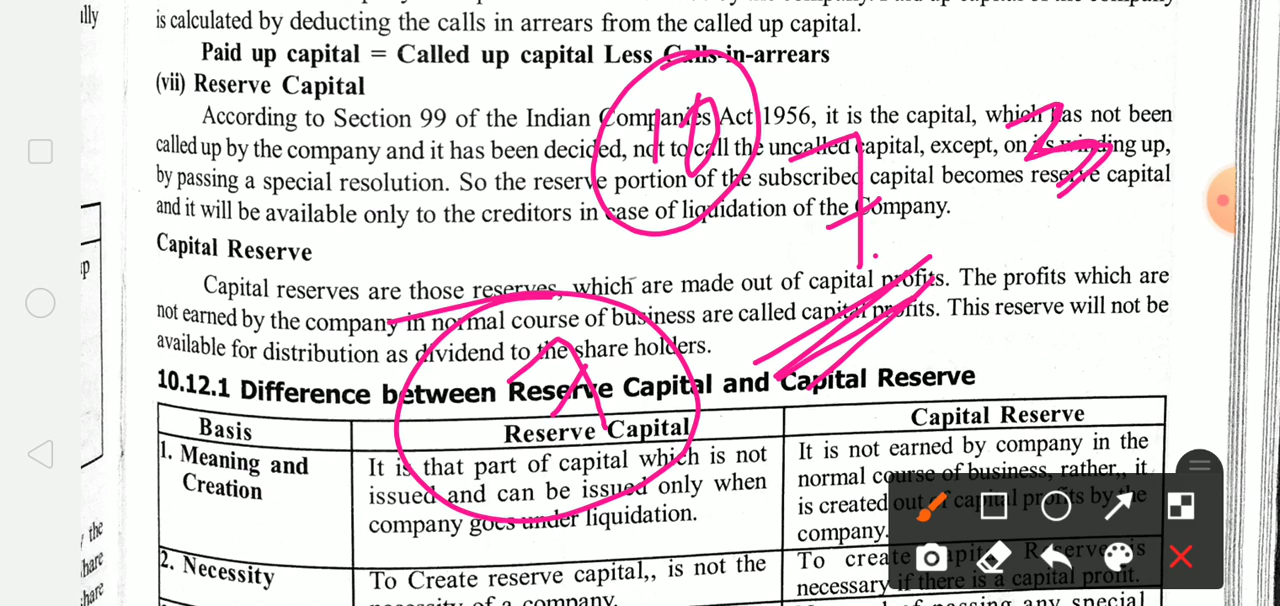 ully
is calculated by deducting the calls in arrears from the called up capital.
Paid up capital = Called up capital Less Calls-in-arrears
(vii) Reserve Capital
According to Section 99 of the Indian Companies Act 1956, it is the capital, which has not been
called up by the company and it has been decided, not to call the uncalled capital, except, on its winding up,
by passing a special resolution. So the reserve portion of the subscribed capital becomes reserve capital
and it will be available only to the creditors in case of liquidation of the Company.
10
7.
3
Capital Reserve
Capital reserves are those reserves, which are made out of capital profits. The profits which are
not earned by the company in normal course of business are called capital profits. This reserve will not be
available for distribution as dividend to the share holders.
10.12.1 Difference between Reserve Capital and Capital Reserve
Basis
Reserve Capital
Capital Reserve
1. Meaning and
Creation
It is that part of capital which is not
issued and can be issued only when
company goes under liquidation.
It is not earned by company in the
normal course of business, rather,, it
is created out of capital profits by the
company.
2. Necessity
To Create reserve capital,, is not the
necessity of a company.
To create Capital Reserve is
necessary if there is a capital profit.
passing any special
the
hare
hare